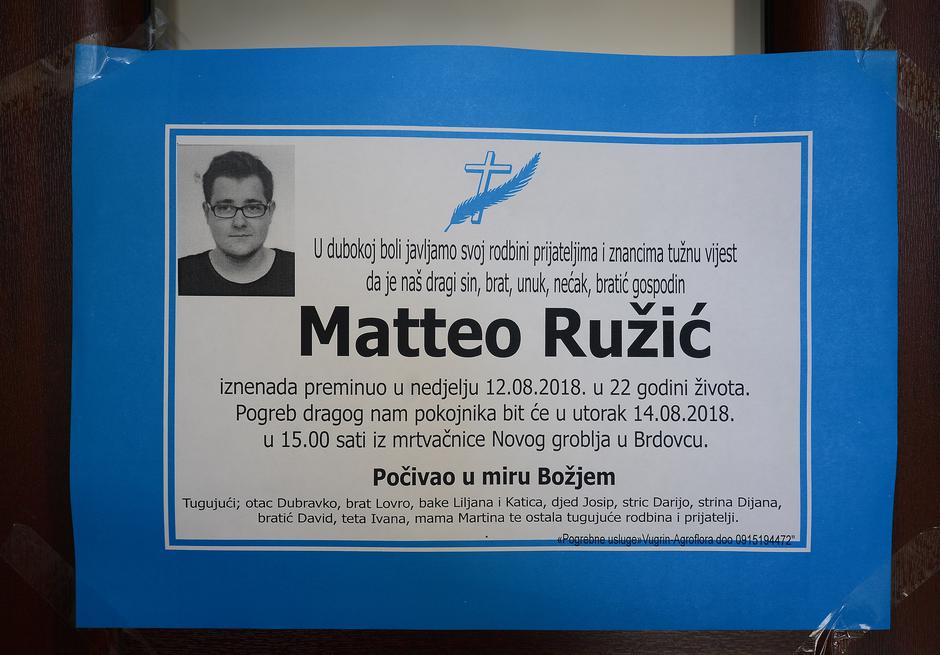 U dubokoj boli javljamo svoj rodbini prijateljima i znancima tužnu vijest
da je naš dragi sin, brat, unuk, nećak, bratić gospodin
Matteo Ružić
iznenada preminuo u nedjelju 12.08.2018. u 22 godini života.
Pogreb dragog nam pokojnika bit će u utorak 14.08.2018.
u 15.00 sati iz mrtvačnice Novog groblja u Brdovcu.
Počivao u miru Božjem
Tugujući; otac Dubravko, brat Lovro, bake Liljana i Katica, djed Josip, stric Darijo, strina Dijana,
bratić David, teta Ivana, mama Martina te ostala tugujuće rodbina i prijatelji.
«Pogrebne usluge»Vugrin-Agroflora doo 0915194472"